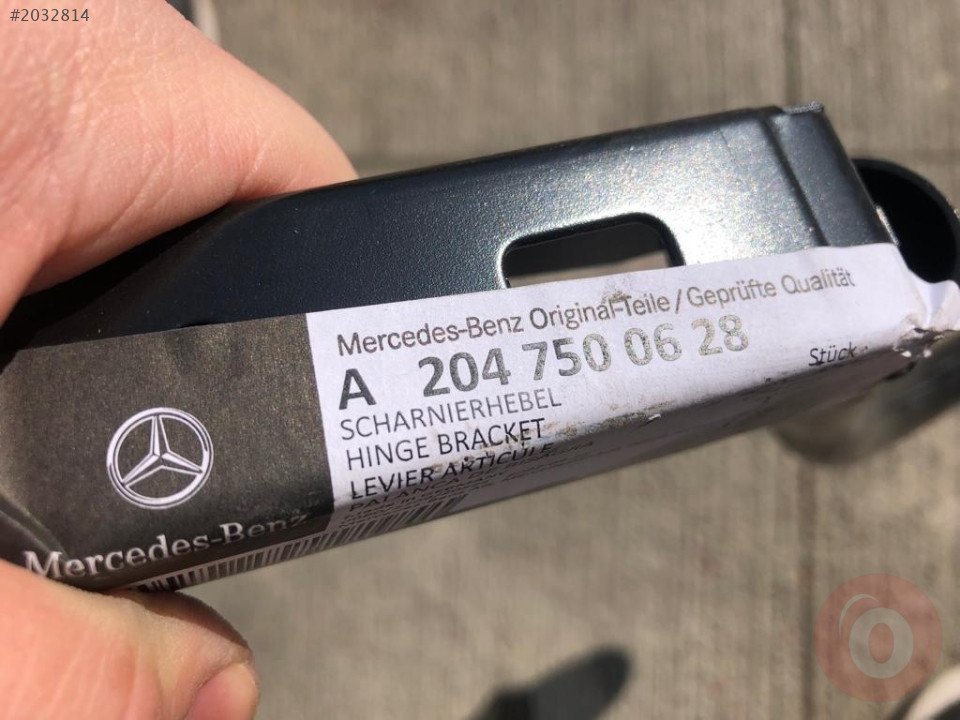 #2032814
Mercedes-Benz Original-Teile / Geprüfte Qualität
A 204 750 06 28
Stück :
SCHARNIERHEBEL
HINGE BRACKET
LEVIER ARTICULE
PALANCA
Mercedes-Benz
O